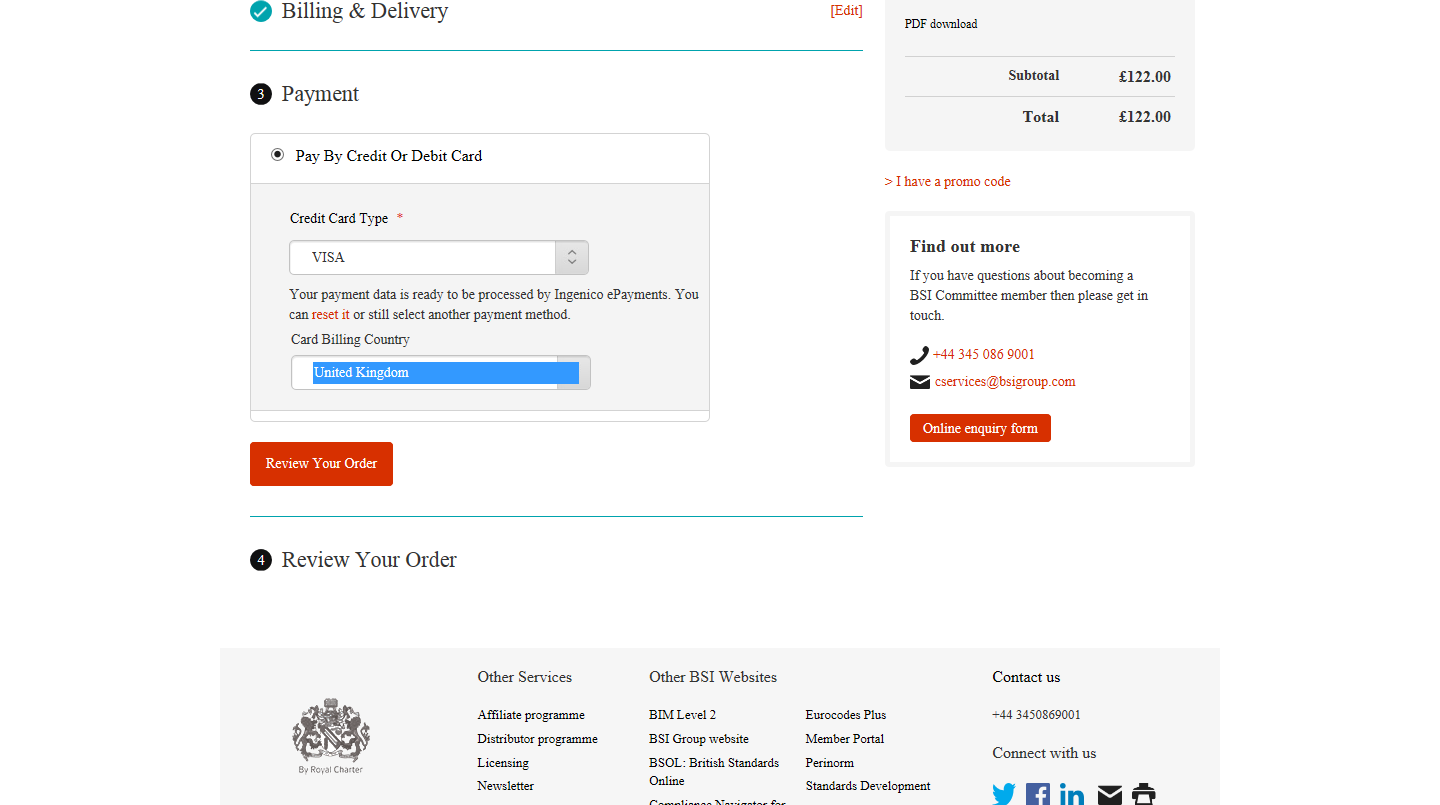 Billing & Delivery
[Edit]
3 Payment
Pay By Credit Or Debit Card
Credit Card Type *
VISA
Your payment data is ready to be processed by Ingenico ePayments. You
can reset it or still select another payment method.
Card Billing Country
United Kingdom
Review Your Order
4 Review Your Order
PDF download
Subtotal £122.00
Total £122.00
> I have a promo code
Find out more
If you have questions about becoming a
BSI Committee member then please get in
touch.
+44 345 086 9001
cservices@bsigroup.com
Online enquiry form
By Royal Charter
Other Services
Affiliate programme
Distributor programme
Licensing
Newsletter
Other BSI Websites
BIM Level 2
BSI Group website
BSOL: British Standards
Online
Compliance Navigator for
Eurocodes Plus
Member Portal
Perinorm
Standards Development
Contact us
+44 3450869001
Connect with us